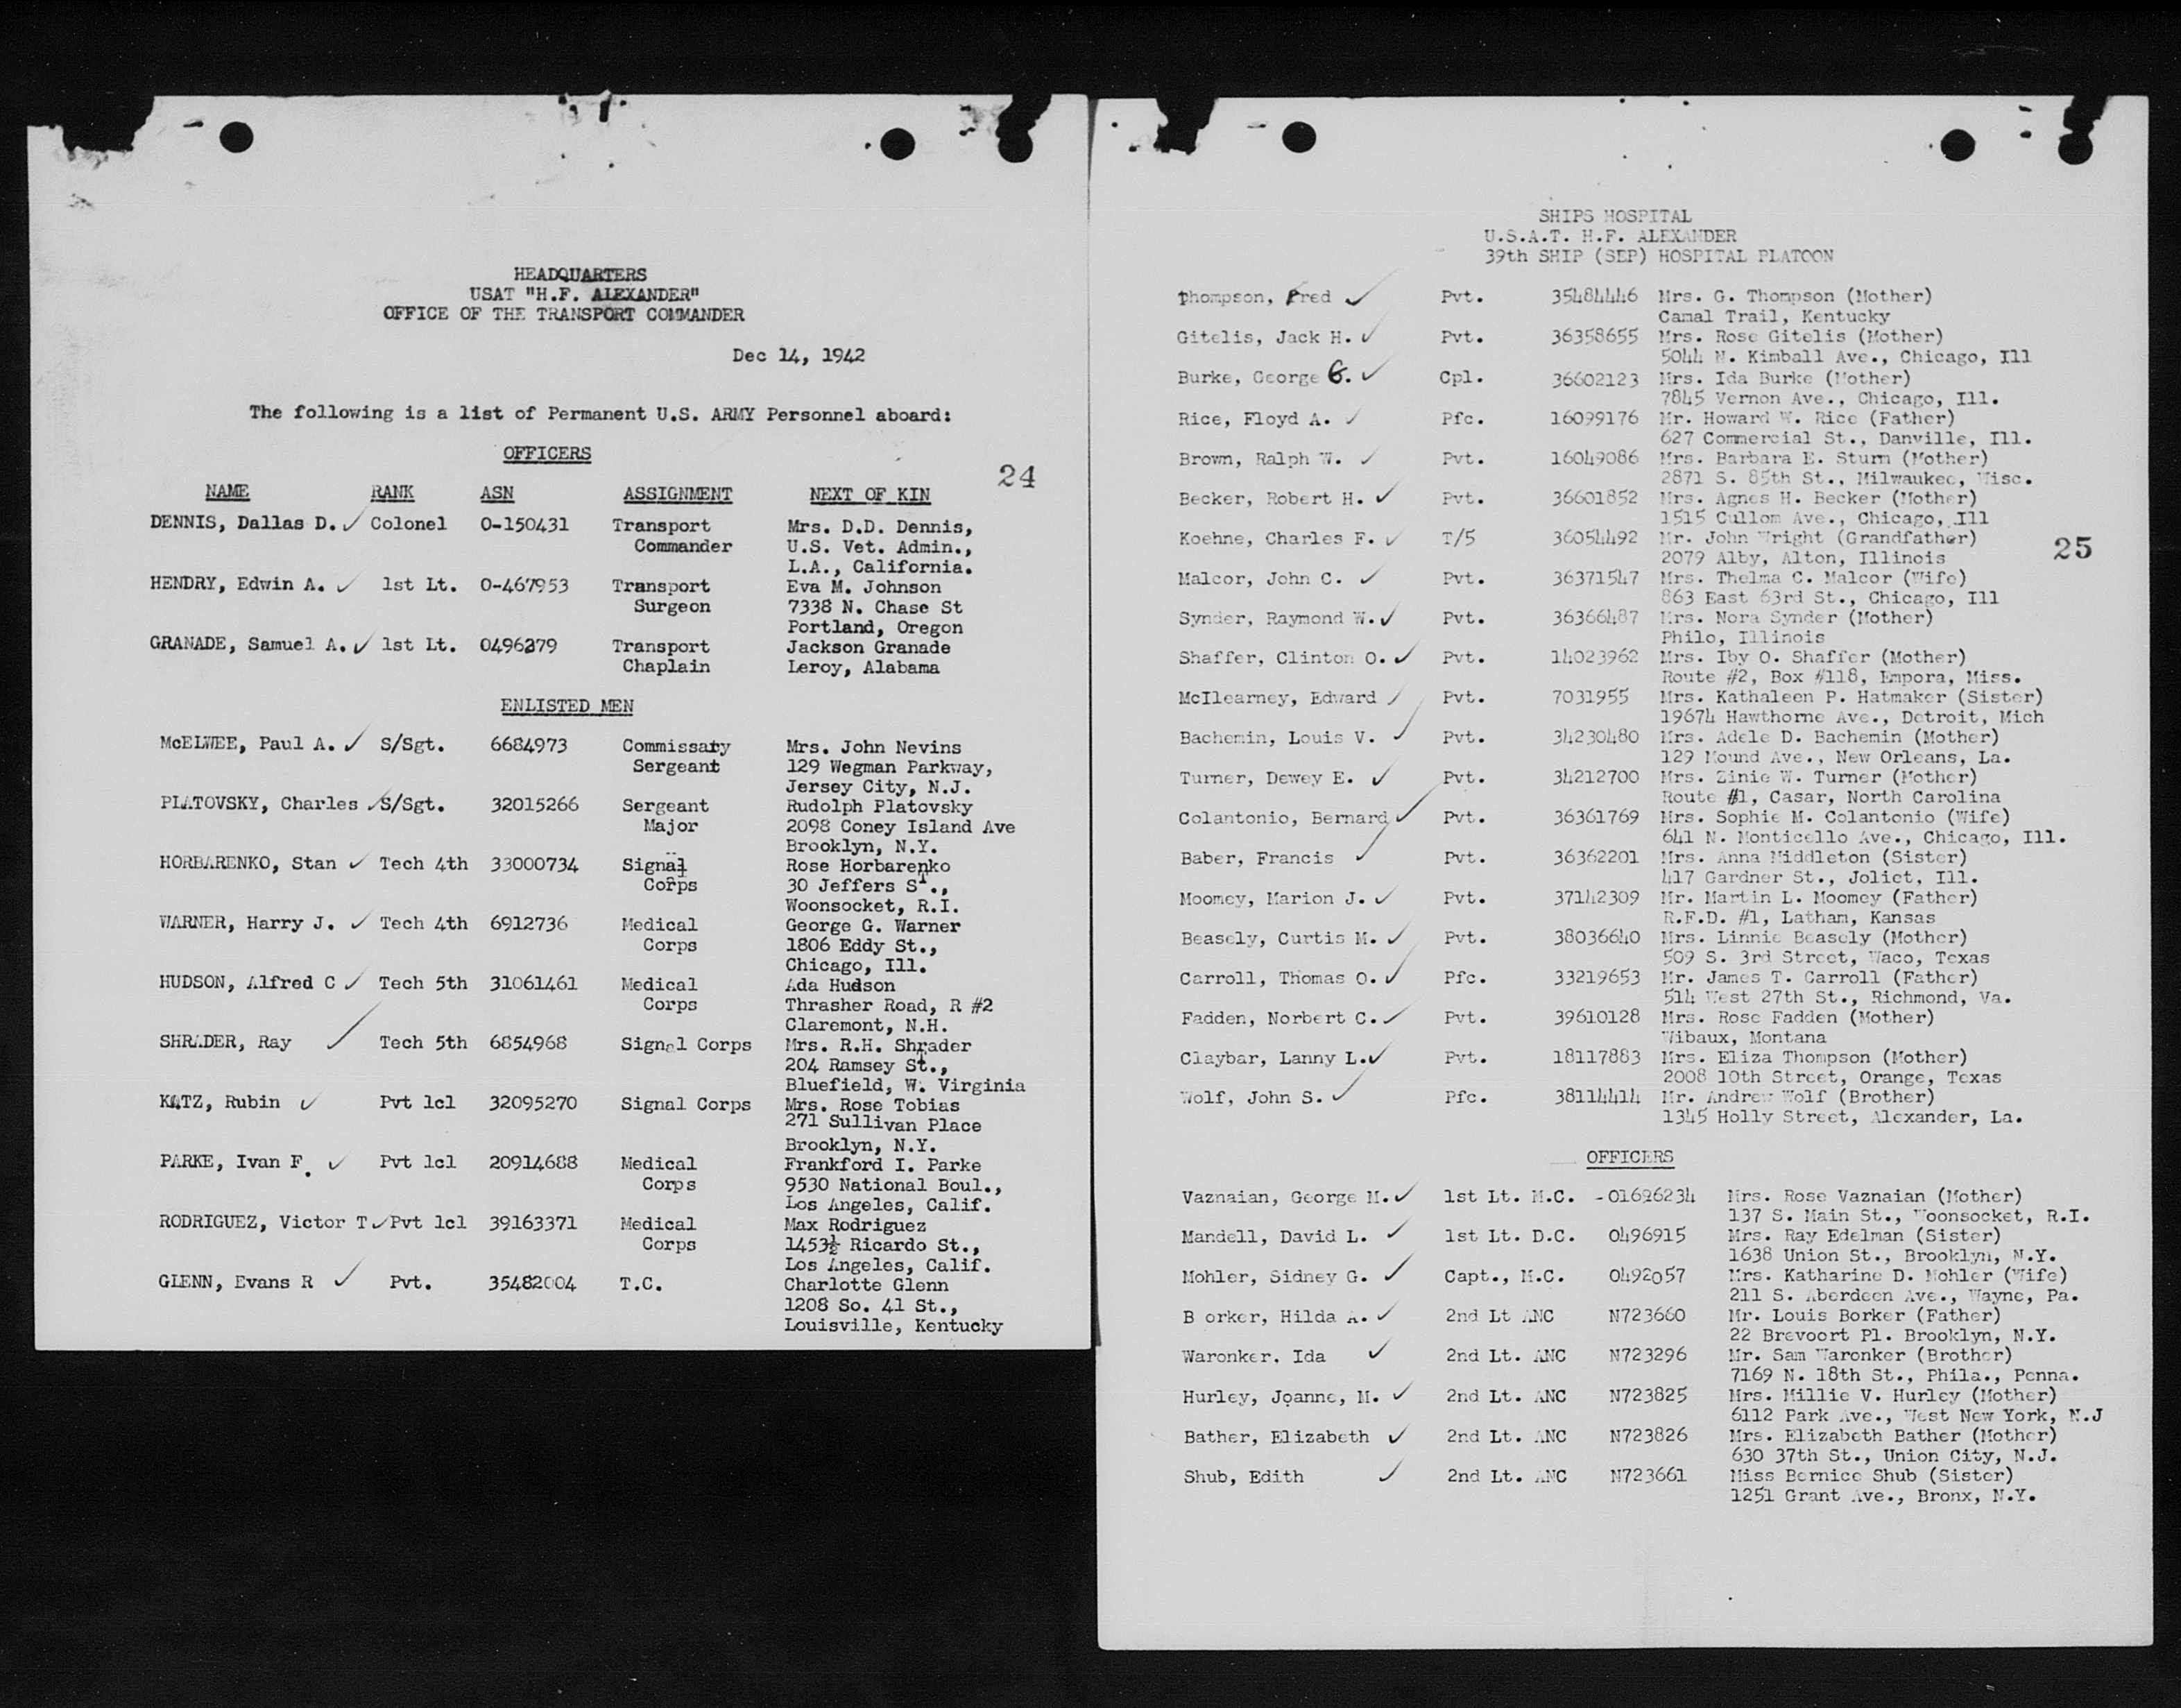 HEADQUARTERS
USAT "H.F. ALEXANDER"
OFFICE OF THE TRANSPORT COMMANDER
Dec 14, 1942
The following is a list of Permanent U.S. ARMY Personnel aboard:
OFFICERS
24
NAME RANK ASN ASSIGNMENT NEXT OF KIN
DENNIS, Dallas D. ✓ Colonel O-150431 Transport Mrs. D.D. Dennis,
Commander U.S. Vet. Admin.,
L.A., California.
HENDRY, Edwin A. ✓ 1st Lt. O-467953 Transport Eva M. Johnson
Surgeon 7338 N. Chase St
Portland, Oregon
GRANADE, Samuel A. ✓ 1st Lt. 0496279 Transport Jackson Granade
Chaplain Leroy, Alabama
ENLISTED MEN
McELWEE, Paul A. ✓ S/Sgt. 6684973 Commissaty Mrs. John Nevins
Sergeant 129 Wegman Parkway,
Jersey City, N.J.
PLATOVSKY, Charles ✓ S/Sgt. 32015266 Sergeant Rudolph Platovsky
Major 2098 Coney Island Ave
Brooklyn, N.Y.
HORBARENKO, Stan ✓ Tech 4th 33000734 Signal Rose Horbarenko
Corps 30 Jeffers ST.,
Woonsocket, R.I.
WARNER, Harry J. ✓ Tech 4th 6912736 Medical George G. Warner
Corps 1806 Eddy St.,
Chicago, Ill.
HUDSON, Alfred C ✓ Tech 5th 31061461 Medical Ada Hudson
Corps Thrasher Road, R #2
Claremont, N.H.
SHRADER, Ray ✓ Tech 5th 6854968 Signal Corps Mrs. R.H. Shrader
204 Ramsey St.,
Bluefield, W. Virginia
KATZ, Rubin ✓ Pvt 1cl 32095270 Signal Corps Mrs. Rose Tobias
271 Sullivan Place
Brooklyn, N.Y.
PARKE, Ivan F. ✓ Pvt 1cl 20914688 Medical Frankford I. Parke
Corps 9530 National Boul.,
Los Angeles, Calif.
RODRIGUEZ, Victor T ✓ Pvt 1cl 39163371 Medical Max Rodriguez
Corps 1453½ Ricardo St.,
Los Angeles, Calif.
GLENN, Evans R ✓ Pvt. 35482004 T.C. Charlotte Glenn
1208 So. 41 St.,
Louisville, Kentucky
SHIPS HOSPITAL
U.S.A.T. H.F. ALEXANDER
39th SHIP (SEP) HOSPITAL PLATOON
Thompson, Fred ✓ Pvt. 35484446 Mrs. G. Thompson (Mother)
Camal Trail, Kentucky
Gitelis, Jack H. ✓ Pvt. 36358655 Mrs. Rose Gitelis (Mother)
5044 N. Kimball Ave., Chicago, Ill
Burke, George G. ✓ Cpl. 36602123 Mrs. Ida Burke (Mother)
7845 Vernon Ave., Chicago, Ill.
Rice, Floyd A. ✓ Pfc. 16099176 Mr. Howard W. Rice (Father)
627 Commercial St., Danville, Ill.
Brown, Ralph W. ✓ Pvt. 16049086 Mrs. Barbara E. Sturm (Mother)
2871 S. 85th St., Milwaukee, Wisc.
Becker, Robert H. ✓ Pvt. 36601852 Mrs. Agnes H. Becker (Mother)
1515 Cullom Ave., Chicago, Ill
Koehne, Charles F. ✓ T/5 36054492 Mr. John Wright (Grandfather)
25
2079 Alby, Alton, Illinois
Malcor, John C. ✓ Pvt. 36371547 Mrs. Thelma C. Malcor (Wife)
863 East 63rd St., Chicago, Ill
Synder, Raymond W. ✓ Pvt. 36366487 Mrs. Nora Synder (Mother)
Philo, Illinois
Shaffer, Clinton O. ✓ Pvt. 14023962 Mrs. Iby O. Shaffer (Mother)
Route #2, Box #118, Empora, Miss.
McIlearney, Edward ✓ Pvt. 7031955 Mrs. Kathaleen P. Hatmaker (Sister)
19674 Hawthorne Ave., Detroit, Mich
Bachemin, Louis V. ✓ Pvt. 34230480 Mrs. Adele D. Bachemin (Mother)
129 Mound Ave., New Orleans, La.
Turner, Dewey E. ✓ Pvt. 34212700 Mrs. Zinie W. Turner (Mother)
Route #1, Casar, North Carolina
Colantonio, Bernard ✓ Pvt. 36361769 Mrs. Sophie M. Colantonio (Wife)
641 N. Monticello Ave., Chicago, Ill.
Baber, Francis ✓ Pvt. 36362201 Mrs. Anna Middleton (Sister)
417 Gardner St., Joliet, Ill.
Moomey, Marion J. ✓ Pvt. 37142309 Mr. Martin L. Moomey (Father)
R.F.D. #1, Latham, Kansas
Beasely, Curtis M. ✓ Pvt. 38036640 Mrs. Linnie Beasely (Mother)
509 S. 3rd Street, Waco, Texas
Carroll, Thomas O. ✓ Pfc. 33219653 Mr. James T. Carroll (Father)
514 West 27th St., Richmond, Va.
Fadden, Norbert C. ✓ Pvt. 39610128 Mrs. Rose Fadden (Mother)
Wibaux, Montana
Claybar, Lanny L. ✓ Pvt. 18117883 Mrs. Eliza Thompson (Mother)
2008 10th Street, Orange, Texas
Wolf, John S. ✓ Pfc. 38114414 Mr. Andrew Wolf (Brother)
1345 Holly Street, Alexander, La.
OFFICERS
Vaznaian, George M. ✓ 1st Lt. M.C. -01696234 Mrs. Rose Vaznaian (Mother)
137 S. Main St., Woonsocket, R.I.
Mandell, David L. ✓ 1st Lt. D.C. 0496915 Mrs. Ray Edelman (Sister)
1638 Union St., Brooklyn, N.Y.
Mohler, Sidney G. ✓ Capt., M.C. 0492057 Mrs. Katharine D. Mohler (Wife)
211 S. Aberdeen Ave., Wayne, Pa.
B orker, Hilda A. ✓ 2nd Lt ANC N723660 Mr. Louis Borker (Father)
22 Brevoort Pl. Brooklyn, N.Y.
Waronker. Ida ✓ 2nd Lt. ANC N723296 Mr. Sam Waronker (Brother)
7169 N. 18th St., Phila., Penna.
Hurley, Joanne, M. ✓ 2nd Lt. ANC N723825 Mrs. Millie V. Hurley (Mother)
6112 Park Ave., West New York, N.J
Bather, Elizabeth ✓ 2nd Lt. ANC N723826 Mrs. Elizabeth Bather (Mother)
630 37th St., Union City, N.J.
Shub, Edith ✓ 2nd Lt. ANC N723661 Miss Bernice Shub (Sister)
1251 Grant Ave., Bronx, N.Y.